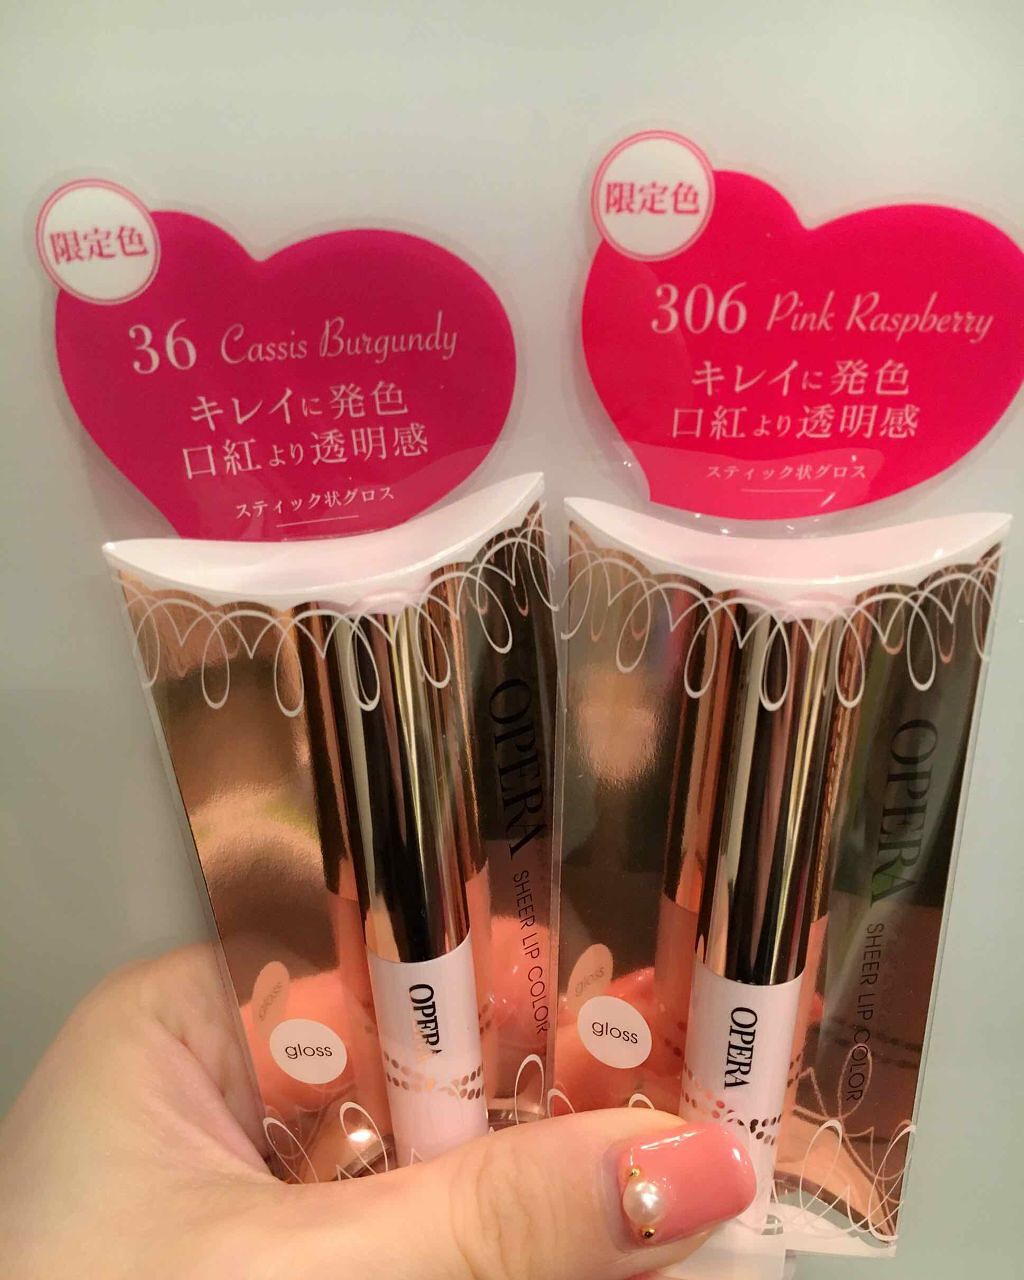 限定色
36 Cassis Burgundy
キレイに発色
口紅より透明感
スティック状グロス
OPERA
SHEER LIP COLOR
gloss
gloss
OPERA
限定色
306 Pink Raspberry
キレイに発色
口紅より透明感
スティック状グロス
OPERA
SHEER LIP COLOR
gloss
gloss
OPERA